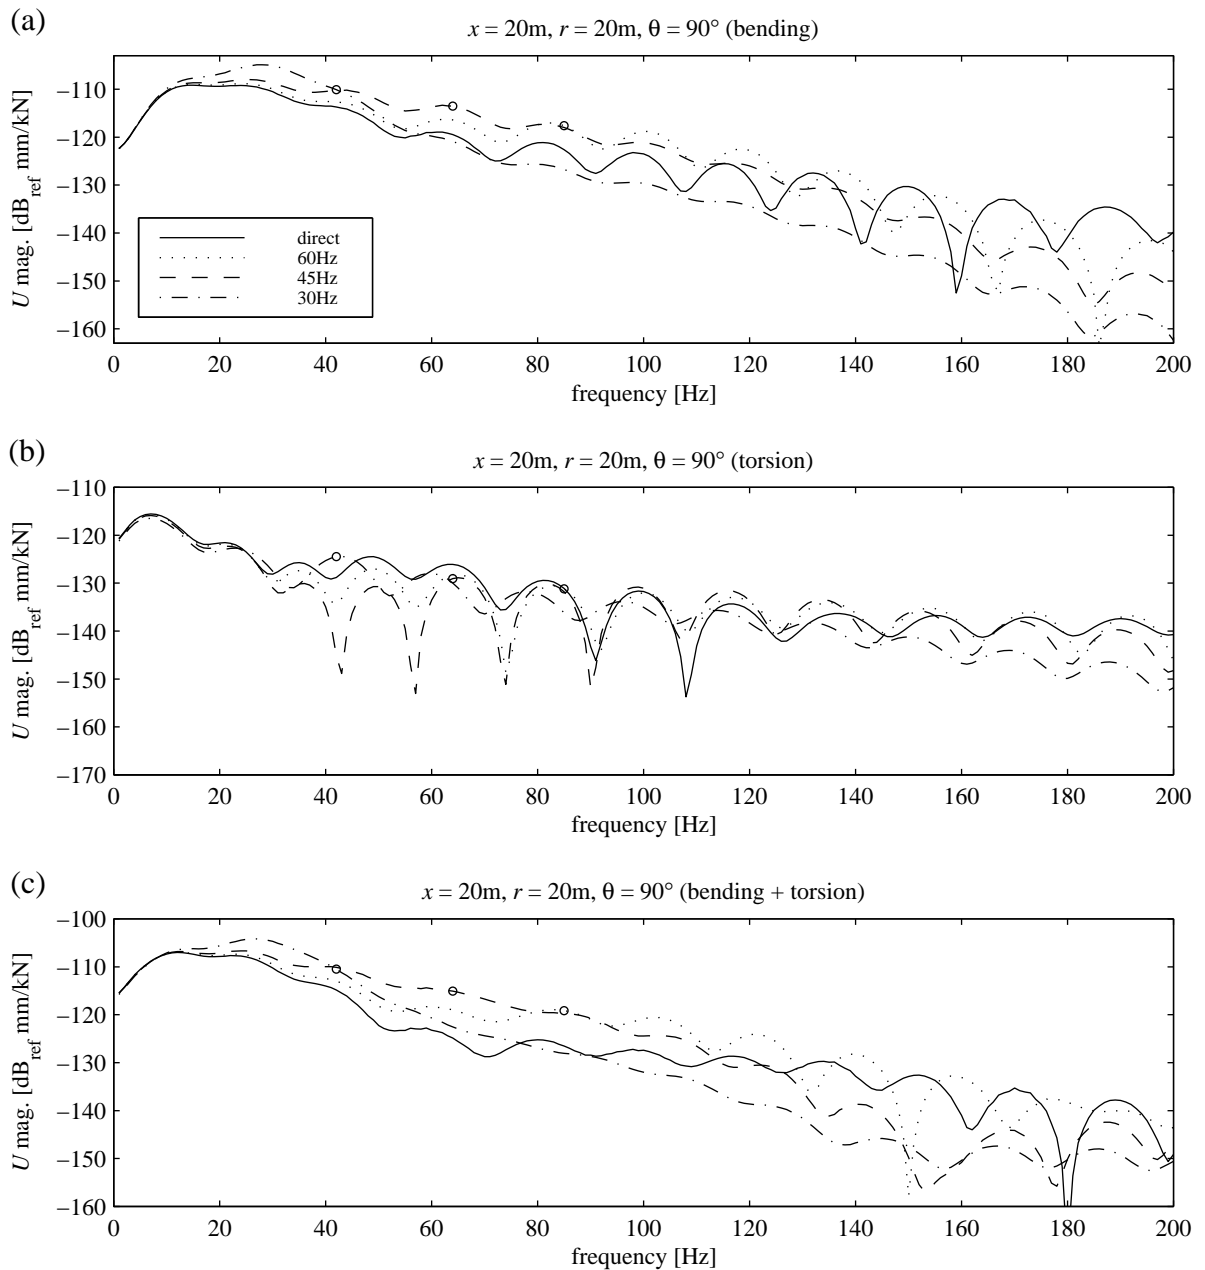 (a)
x = 20m, r = 20m, θ = 90° (bending)
U mag. [dBref mm/kN]
−110
−120
−130
−140
−150
−160
direct
60Hz
45Hz
30Hz
0 20 40 60 80 100 120 140 160 180 200
frequency [Hz]
(b)
x = 20m, r = 20m, θ = 90° (torsion)
U mag. [dBref mm/kN]
−110
−120
−130
−140
−150
−160
−170
0 20 40 60 80 100 120 140 160 180 200
frequency [Hz]
(c)
x = 20m, r = 20m, θ = 90° (bending + torsion)
U mag. [dBref mm/kN]
−100
−110
−120
−130
−140
−150
−160
0 20 40 60 80 100 120 140 160 180 200
frequency [Hz]